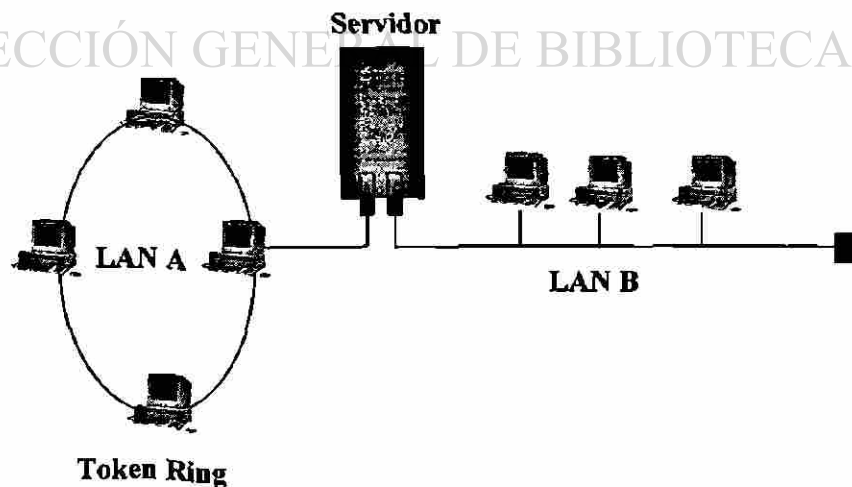 Servidor
ECCIÓN GENERAL DE BIBLIOTECA
LAN A
LAN B
Token Ring